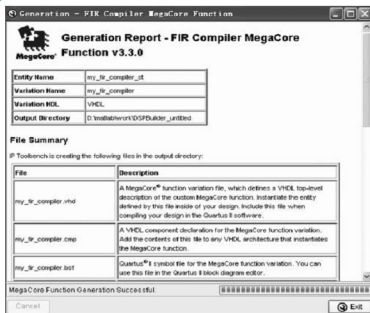 Generation - FIR Compiler MegaCore Function
Generation Report - FIR Compiler MegaCore
Function v3.3.0
MegaCore
Entity Name my_fir_compiler_st
Variation Name my_fir_compiler
Variation HDL VHDL
Output Directory D:\matlab\work\DSPBuilder_untitled
File Summary
IP Toolbench is creating the following files in the output directory:
File Description
my_fir_compiler.vhd
A MegaCore® function variation file, which defines a VHDL top-level
description of the custom MegaCore function. Instantiate the entity
defined by this file inside of your design. Include this file when
compiling your design in the Quartus II software.
my_fir_compiler.cmp
A VHDL component declaration for the MegaCore function variation.
Add the contents of this file to any VHDL architecture that instantiates
the MegaCore function.
my_fir_compiler.bsf
Quartus® II symbol file for the MegaCore function variation. You can
use this file in the Quartus II block diagram editor.
MegaCore Function Generation Successful.
Cancel
Exit